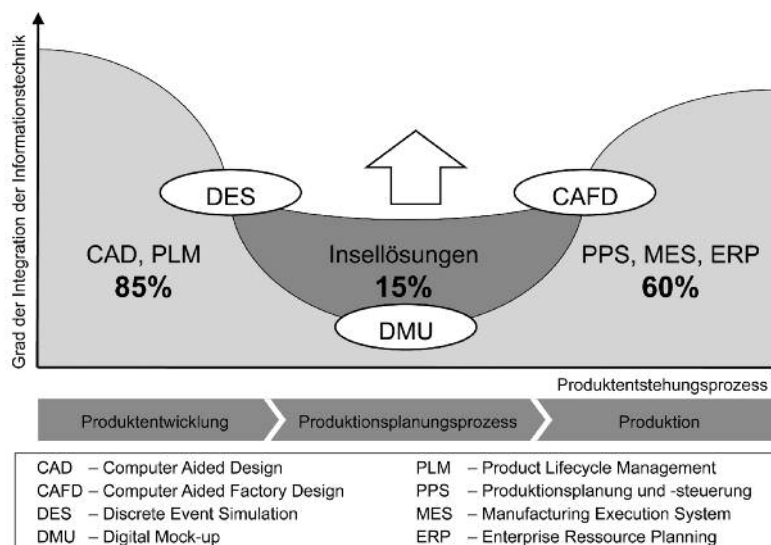 Grad der Integration der Informationstechnik
DES
CAFD
CAD, PLM
85%
Insellösungen
15%
PPS, MES, ERP
60%
DMU
Produktentstehungsprozess
Produktentwicklung
Produktionsplanungsprozess
Produktion
CAD – Computer Aided Design
CAFD – Computer Aided Factory Design
DES – Discrete Event Simulation
DMU – Digital Mock-up
PLM – Product Lifecycle Management
PPS – Produktionsplanung und -steuerung
MES – Manufacturing Execution System
ERP – Enterprise Ressource Planning